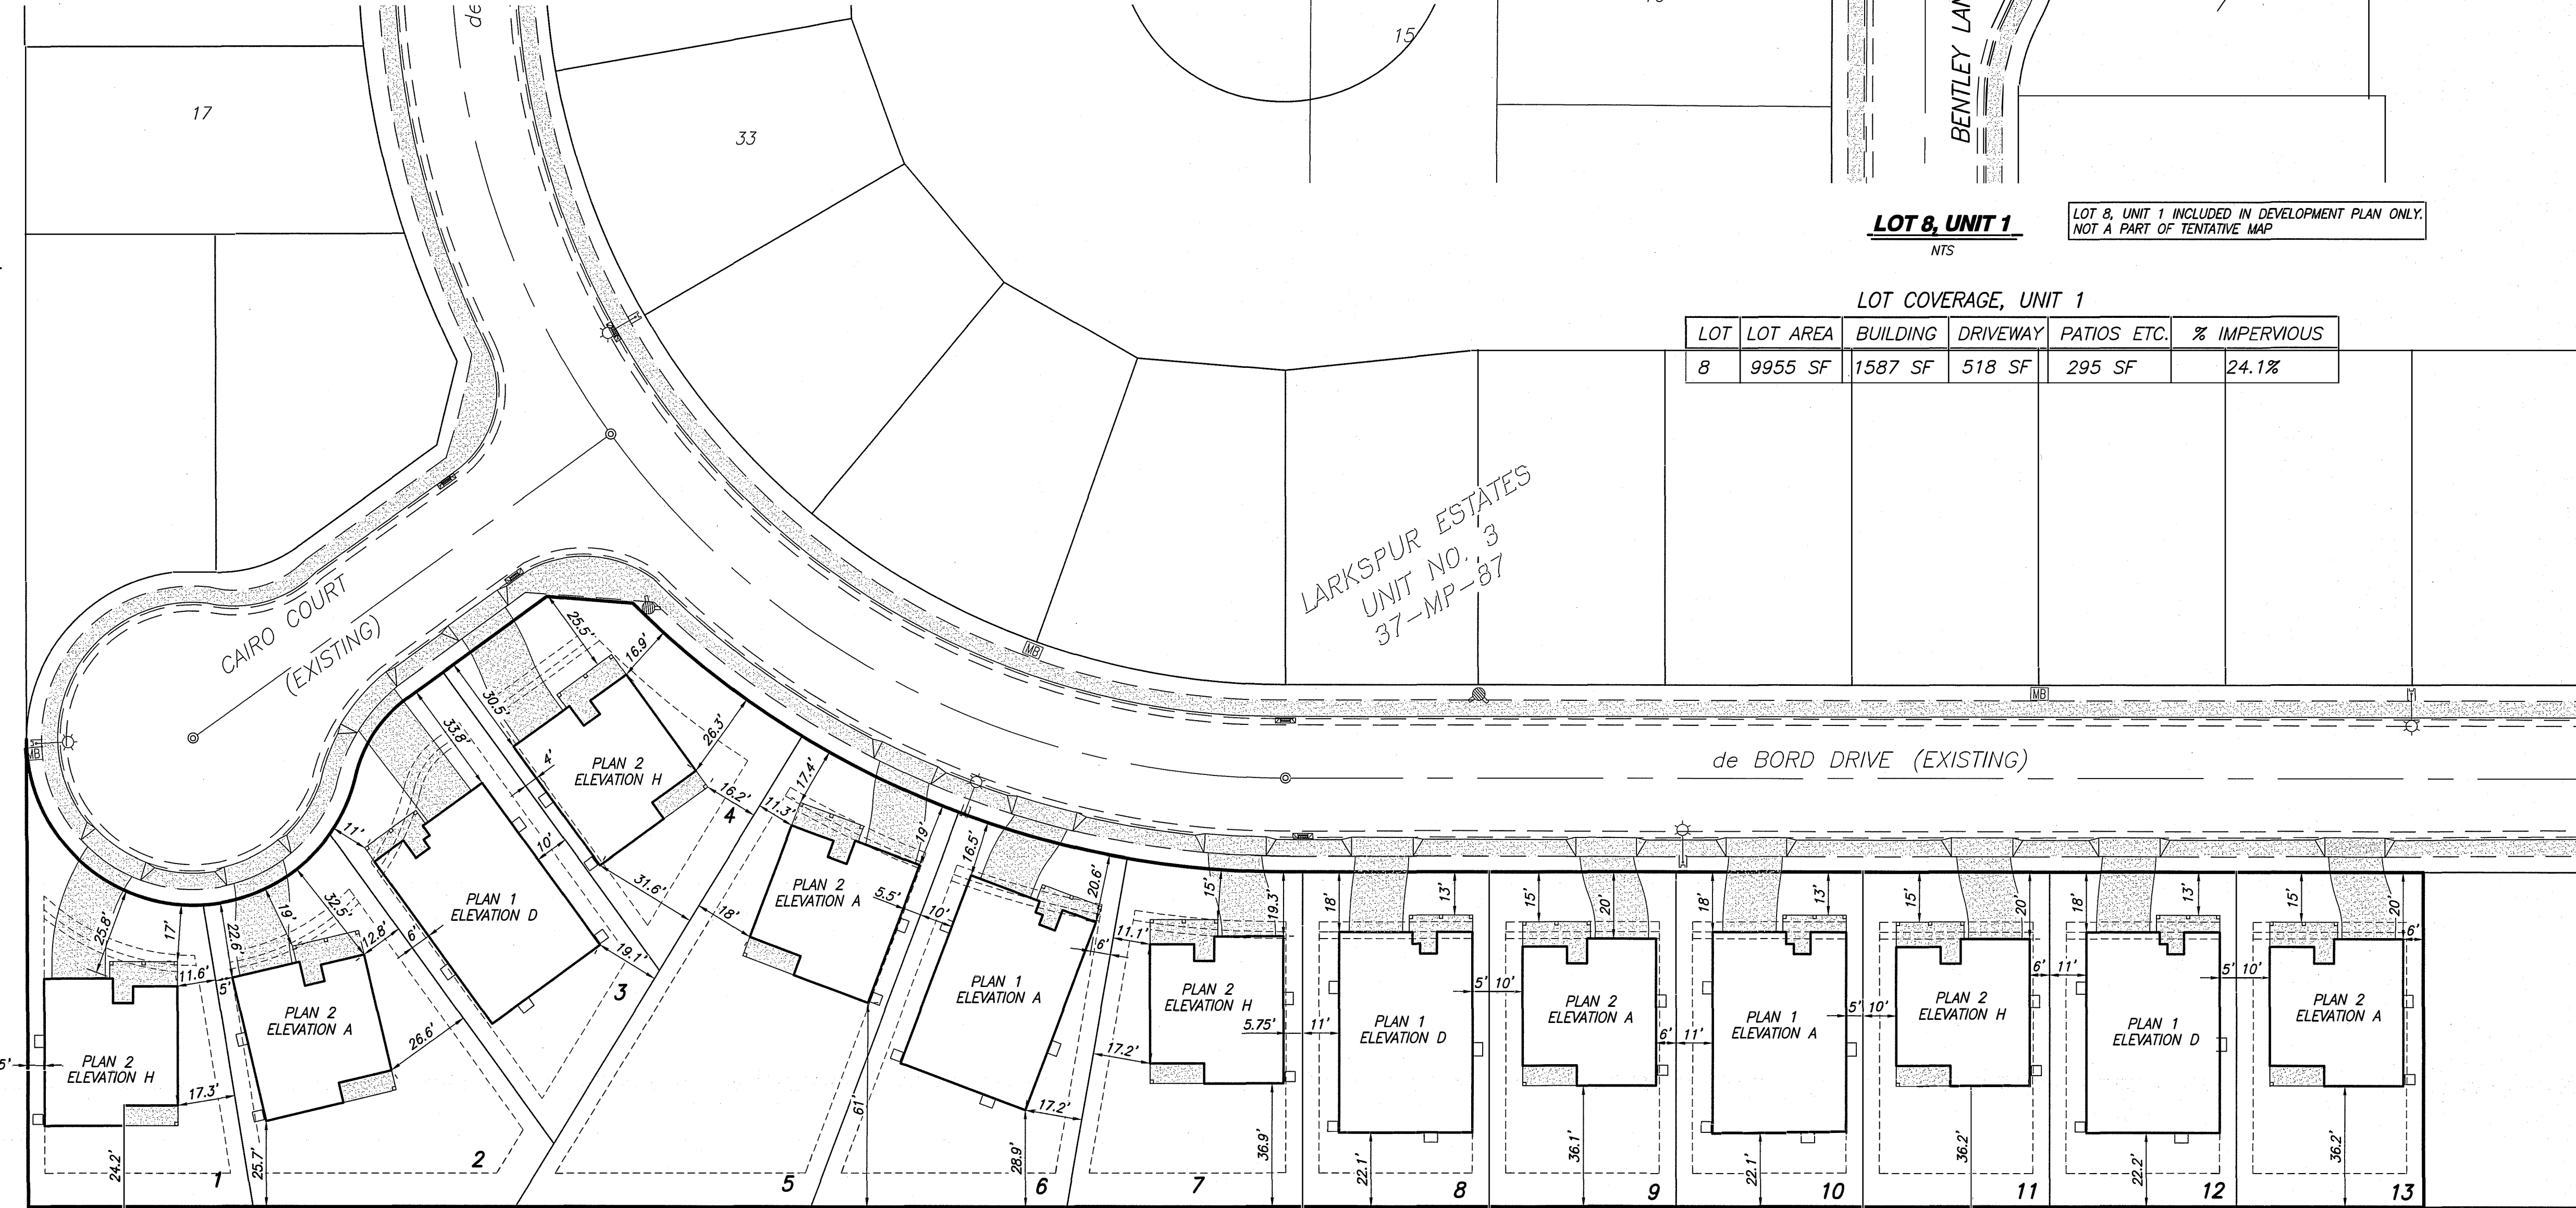 de
15
BENTLEY LAN
17
33
LOT 8, UNIT 1
NTS
LOT 8, UNIT 1 INCLUDED IN DEVELOPMENT PLAN ONLY.
NOT A PART OF TENTATIVE MAP
LOT COVERAGE, UNIT 1
LOT LOT AREA BUILDING DRIVEWAY PATIOS ETC. % IMPERVIOUS
8 9955 SF 1587 SF 518 SF 295 SF 24.1%
LARKSPUR ESTATES
UNIT NO. 3
37-MP-87
CAIRO COURT
(EXISTING)
MB
MB
MB
de BORD DRIVE (EXISTING)
25.5'
16.9'
30.5'
33.8'
4'
26.3'
16.2'
PLAN 2
ELEVATION H
31.6'
4
11'
10'
PLAN 1
ELEVATION D
6'
19.1'
3
25.8'
17'
11.6'
5'
PLAN 2
ELEVATION H
17.3'
24.2'
1
22.6'
19'
32.5'
12.8'
5'
PLAN 2
ELEVATION A
26.6'
25.7'
2
17.4'
11.3'
19'
18'
PLAN 2
ELEVATION A
5.5'
61'
5
16.5'
10'
20.6'
6'
PLAN 1
ELEVATION A
17.2'
28.9'
6
15'
19.3'
11.1'
PLAN 2
ELEVATION H
5.75'
17.2'
36.9'
7
18'
13'
11'
PLAN 1
ELEVATION D
5'
22.1'
8
15'
20'
10'
PLAN 2
ELEVATION A
6'
36.1'
9
18'
13'
11'
PLAN 1
ELEVATION A
5'
22.1'
10
15'
20'
10'
PLAN 2
ELEVATION H
6'
36.2'
11
18'
13'
11'
PLAN 1
ELEVATION D
5'
22.2'
12
15'
20'
10'
6'
PLAN 2
ELEVATION A
36.2'
13